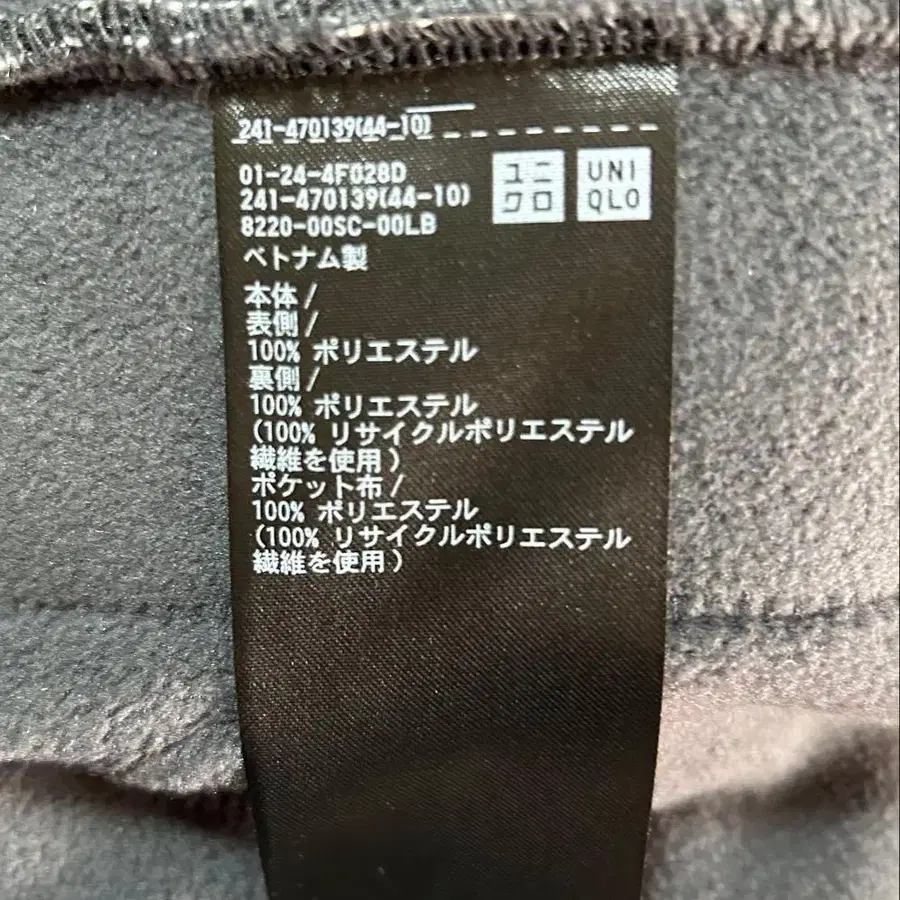 241-470139(44-10)
01-24-4F028D
241-470139(44-10)
8220-00SC-00LB
ユニ
クロ
UNI
QLO
ベトナム製
本体/
表側/
100% ポリエステル
裏側/
100% ポリエステル
(100% リサイクルポリエステル
繊維を使用)
ポケット布/
100% ポリエステル
(100% リサイクルポリエステル
繊維を使用)